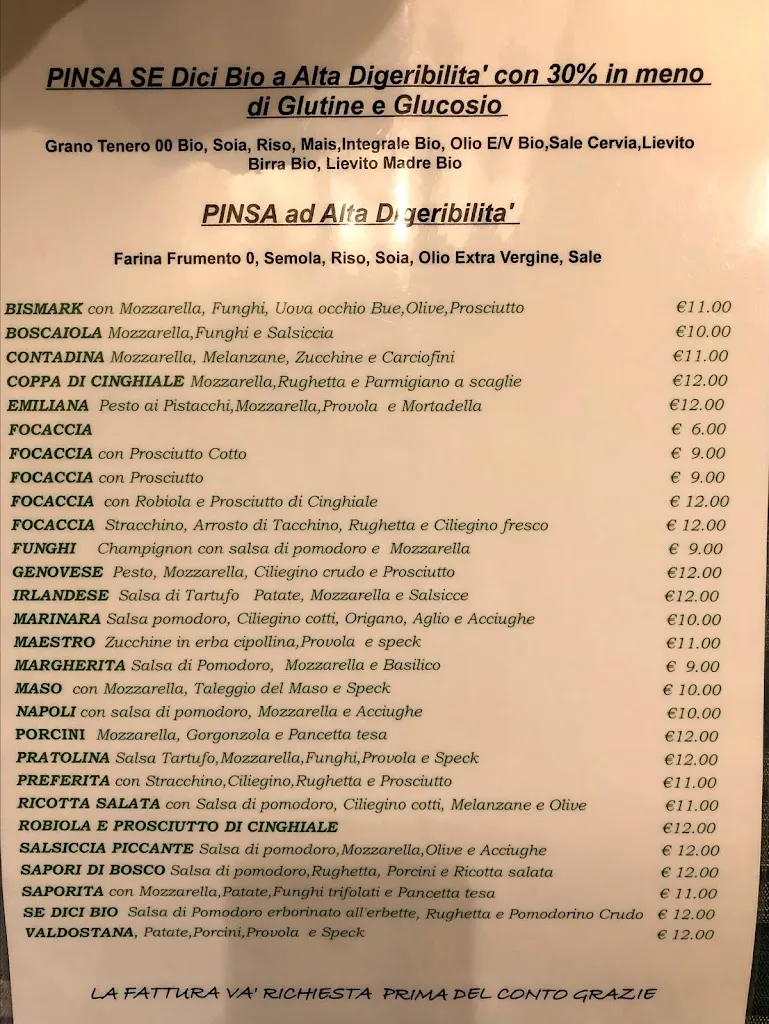 PINSA SE Dici Bio a Alta Digeribilita' con 30% in meno
di Glutine e Glucosio
Grano Tenero 00 Bio, Soia, Riso, Mais,Integrale Bio, Olio E/V Bio,Sale Cervia,Lievito
Birra Bio, Lievito Madre Bio
PINSA ad Alta Digeribilita'
Farina Frumento 0, Semola, Riso, Soia, Olio Extra Vergine, Sale
BISMARK con Mozzarella, Funghi, Uova occhio Bue,Olive,Prosciutto €11.00
BOSCAIOLA Mozzarella,Funghi e Salsiccia €10.00
CONTADINA Mozzarella, Melanzane, Zucchine e Carciofini €11.00
COPPA DI CINGHIALE Mozzarella,Rughetta e Parmigiano a scaglie €12.00
EMILIANA Pesto ai Pistacchi,Mozzarella,Provola e Mortadella €12.00
FOCACCIA € 6.00
FOCACCIA con Prosciutto Cotto € 9.00
FOCACCIA con Prosciutto € 9.00
FOCACCIA con Robiola e Prosciutto di Cinghiale € 12.00
FOCACCIA Stracchino, Arrosto di Tacchino, Rughetta e Ciliegino fresco € 12.00
FUNGHI Champignon con salsa di pomodoro e Mozzarella € 9.00
GENOVESE Pesto, Mozzarella, Ciliegino crudo e Prosciutto €12.00
IRLANDESE Salsa di Tartufo Patate, Mozzarella e Salsicce €12.00
MARINARA Salsa pomodoro, Ciliegino cotti, Origano, Aglio e Acciughe €10.00
MAESTRO Zucchine in erba cipollina,Provola e speck €11.00
MARGHERITA Salsa di Pomodoro, Mozzarella e Basilico € 9.00
MASO con Mozzarella, Taleggio del Maso e Speck € 10.00
NAPOLI con salsa di pomodoro, Mozzarella e Acciughe €10.00
PORCINI Mozzarella, Gorgonzola e Pancetta tesa €12.00
PRATOLINA Salsa Tartufo,Mozzarella,Funghi,Provola e Speck €12.00
PREFERITA con Stracchino,Ciliegino,Rughetta e Prosciutto €11.00
RICOTTA SALATA con Salsa di pomodoro, Ciliegino cotti, Melanzane e Olive €11.00
ROBIOLA E PROSCIUTTO DI CINGHIALE €12.00
SALSICCIA PICCANTE Salsa di pomodoro,Mozzarella,Olive e Acciughe € 12.00
SAPORI DI BOSCO Salsa di pomodoro,Rughetta, Porcini e Ricotta salata € 12.00
SAPORITA con Mozzarella,Patate,Funghi trifolati e Pancetta tesa € 11.00
SE DICI BIO Salsa di Pomodoro erborinato all'erbette, Rughetta e Pomodorino Crudo € 12.00
VALDOSTANA, Patate,Porcini,Provola e Speck € 12.00
LA FATTURA VA' RICHIESTA PRIMA DEL CONTO GRAZIE